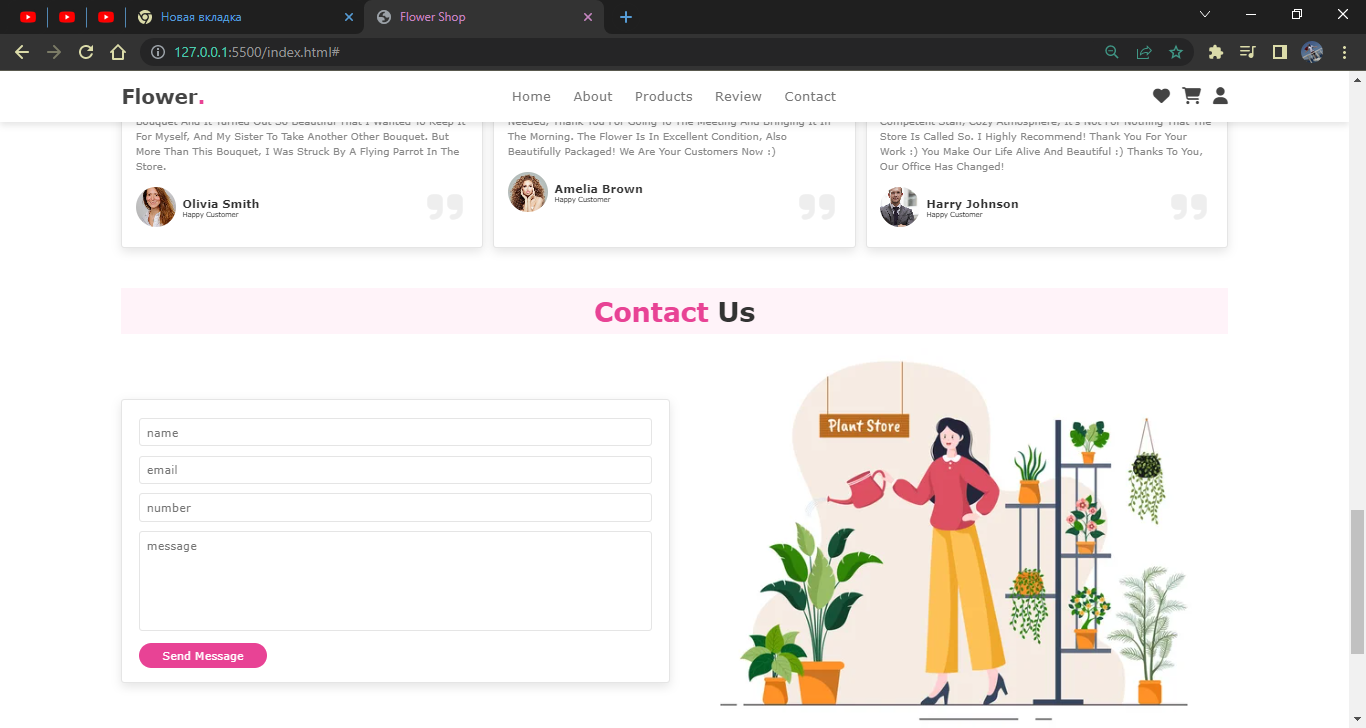 Новая вкладка
Flower Shop
127.0.0.1:5500/index.html#
Flower.
Home About Products Review Contact
Bouquet And It Turned Out So Beautiful That I Wanted To Keep It
For Myself, And My Sister To Take Another Other Bouquet. But
More Than This Bouquet, I Was Struck By A Flying Parrot In The
Store.
Olivia Smith
Happy Customer
Needed, Thank You For Going To The Meeting And Bringing It In
The Morning. The Flower Is In Excellent Condition, Also
Beautifully Packaged! We Are Your Customers Now :)
Amelia Brown
Happy Customer
Competent Staff, Cozy Atmosphere, It's Not For Nothing That The
Store Is Called So. I Highly Recommend! Thank You For Your
Work :) You Make Our Life Alive And Beautiful :) Thanks To You,
Our Office Has Changed!
Harry Johnson
Happy Customer
Contact Us
name
email
number
message
Send Message
Plant Store